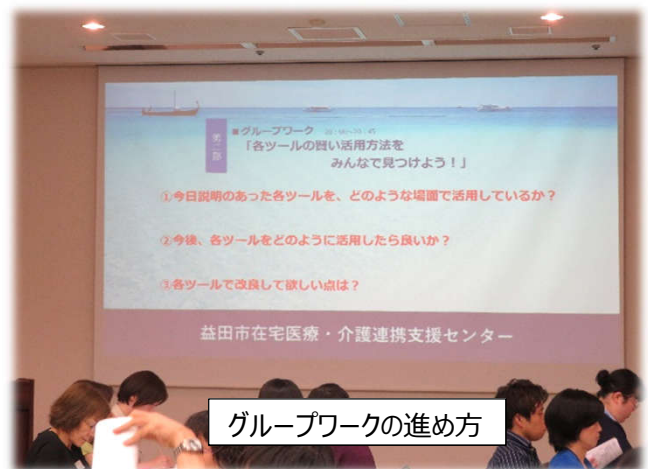 第二部
■グループワーク
「各ツールの賢い活用方法を
みんなで見つけよう！」
①今日説明のあった各ツールを、どのような場面で活用しているか？
②今後、各ツールをどのように活用したら良いか？
③各ツールで改良して欲しい点は？
益田市在宅医療・介護連携支援センター
グループワークの進め方